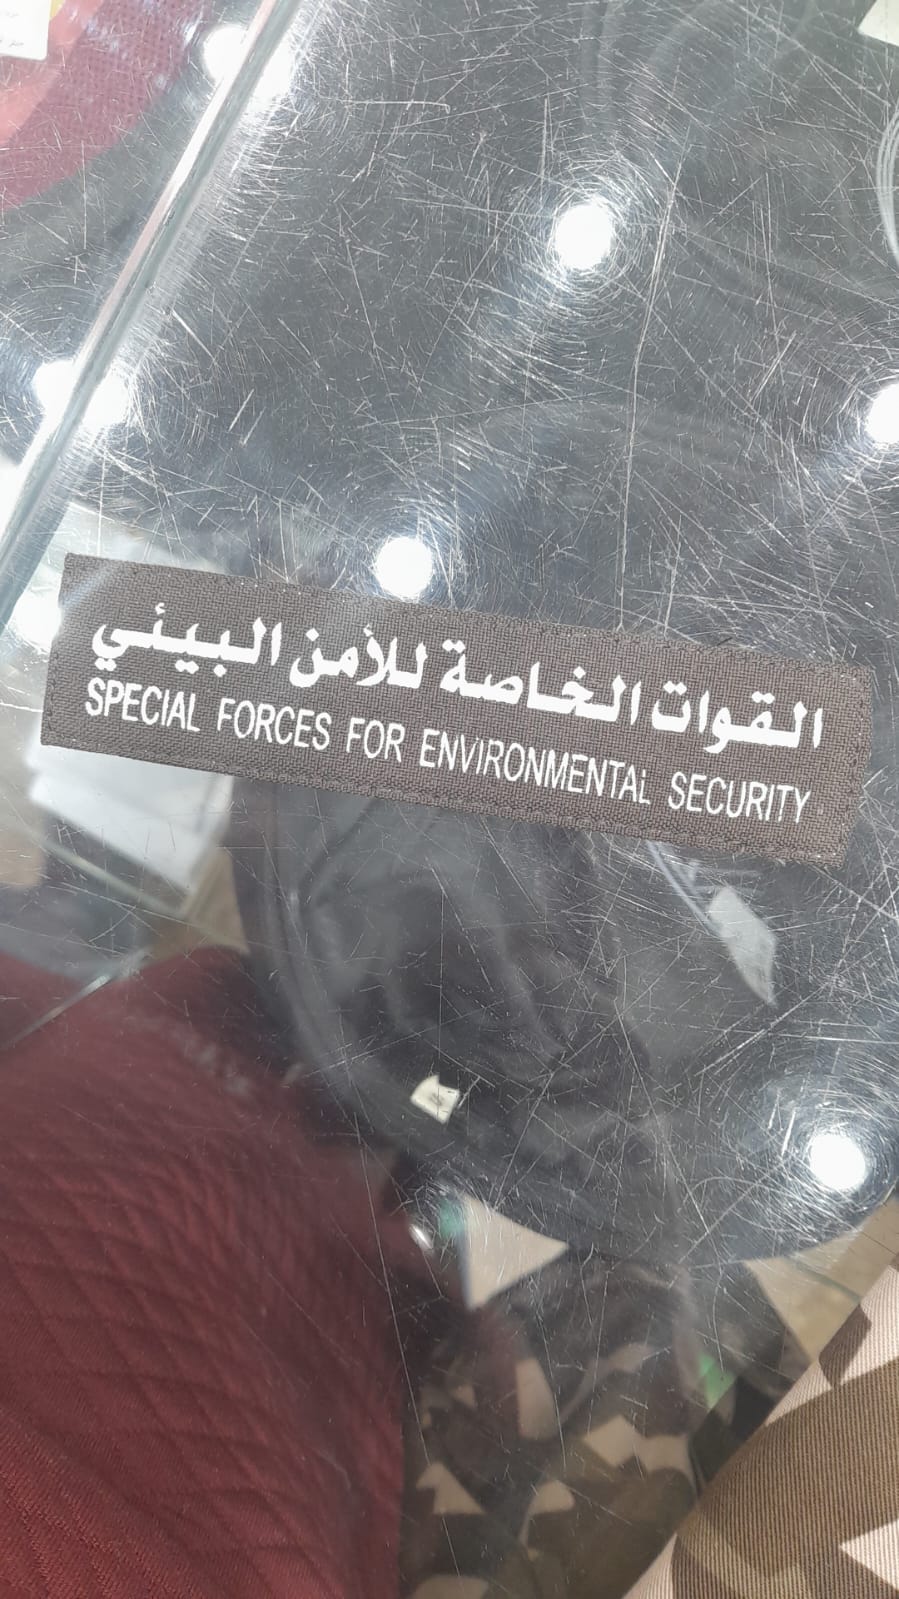 القوات الخاصة للأمن البيئي
SPECIAL FORCES FOR ENVIRONMENTAL SECURITY